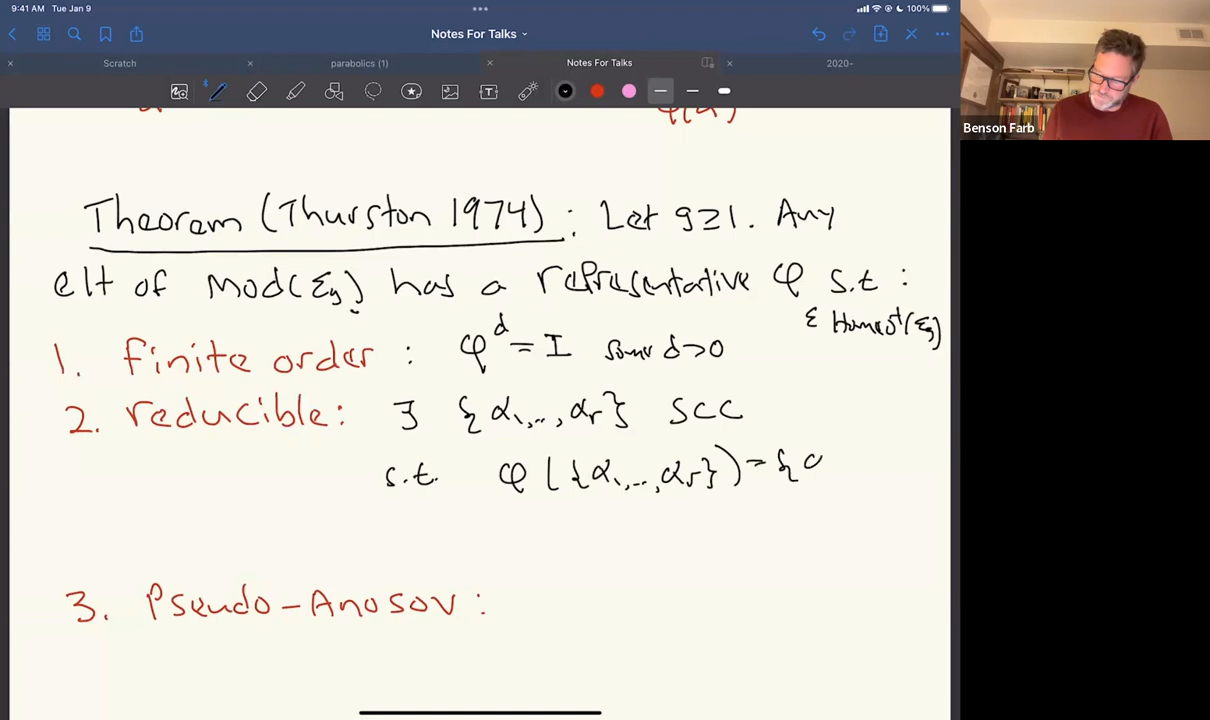 9:41 AM Tue Jan 9
100%
Notes For Talks
Scratch
parabolics (1)
Notes For Talks
2020-
Benson Farb
φ(α)
Theorem (Thurston 1974): Let g≥1. Any
elt of Mod(Σg) has a representative φ s.t:
∈ Homeo⁺(Σg)
1. finite order: φ^d = I some d>0
2. reducible: ∃ {α₁,..,αr} SCC
s.t. φ({α₁,..,αr}) = {α
3. Pseudo-Anosov: